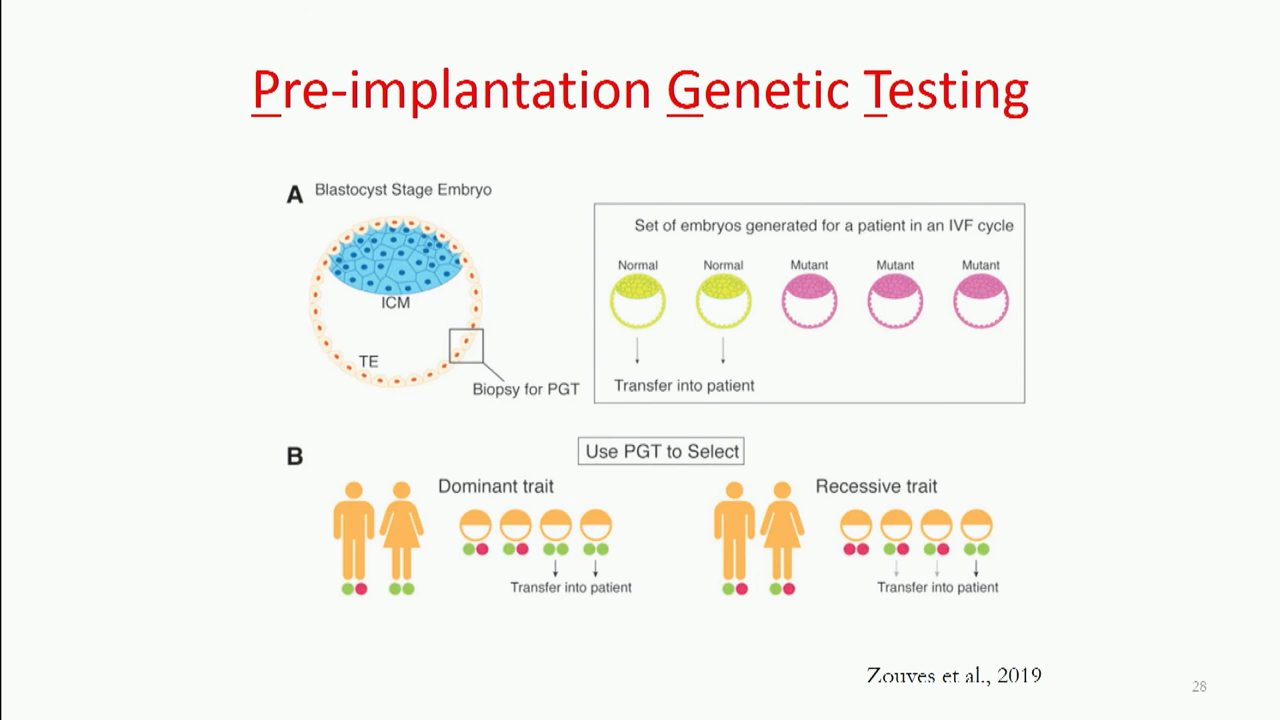 Pre-implantation Genetic Testing
A Blastocyst Stage Embryo
ICM
TE
Biopsy for PGT
Set of embryos generated for a patient in an IVF cycle
Normal Normal Mutant Mutant Mutant
Transfer into patient
B
Use PGT to Select
Dominant trait
Transfer into patient
Recessive trait
Transfer into patient
Zouves et al., 2019
28